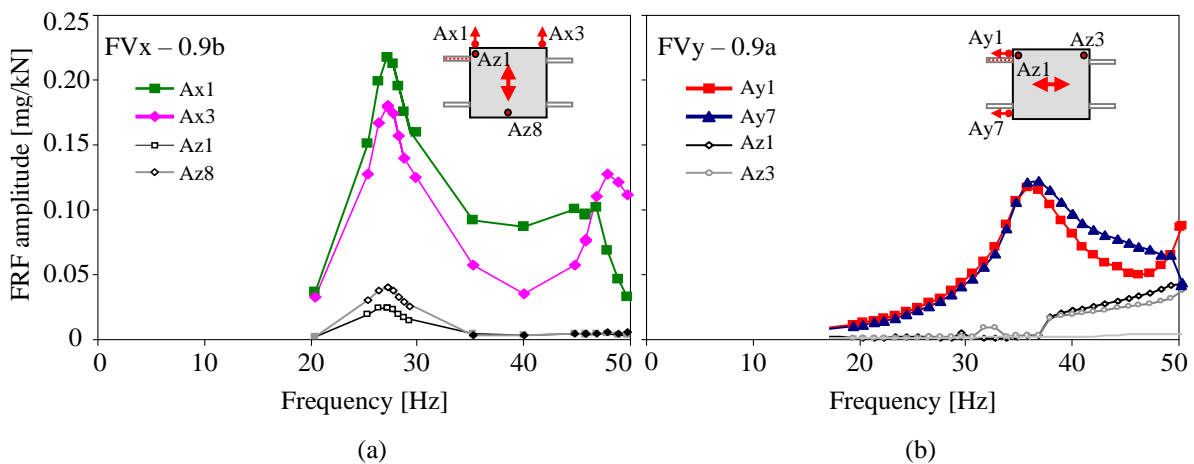 FRF amplitude [mg/kN]
0.25
0.20
0.15
0.10
0.05
0
FVx – 0.9b
Ax1
Ax3
Az1
Az8
Ax1
Ax3
Az1
Az8
0
10
20
30
40
50
Frequency [Hz]
(a)
FVy – 0.9a
Ay1
Ay7
Az1
Az3
Ay1
Az3
Az1
Ay7
0
10
20
30
40
50
Frequency [Hz]
(b)